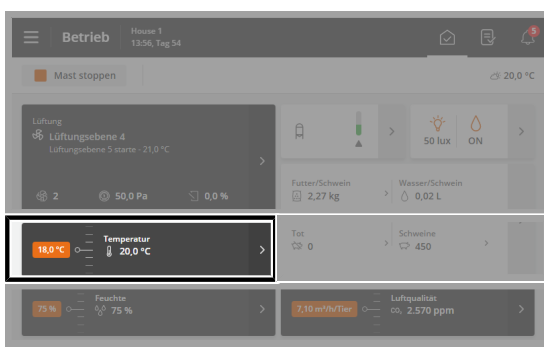 Betrieb
House 1
13:56, Tag 54
5
Mast stoppen
20,0 °C
Lüftung
Lüftungsebene 4
Lüftungsebene 5 starte - 21,0 °C
2
50,0 Pa
0,0 %
50 lux
ON
Futter/Schwein
2,27 kg
Wasser/Schwein
0,02 L
18,0 °C
Temperatur
20,0 °C
Tot
0
Schweine
450
75 %
Feuchte
75 %
7,10 m³/h/Tier
Luftqualität
CO₂ 2.570 ppm